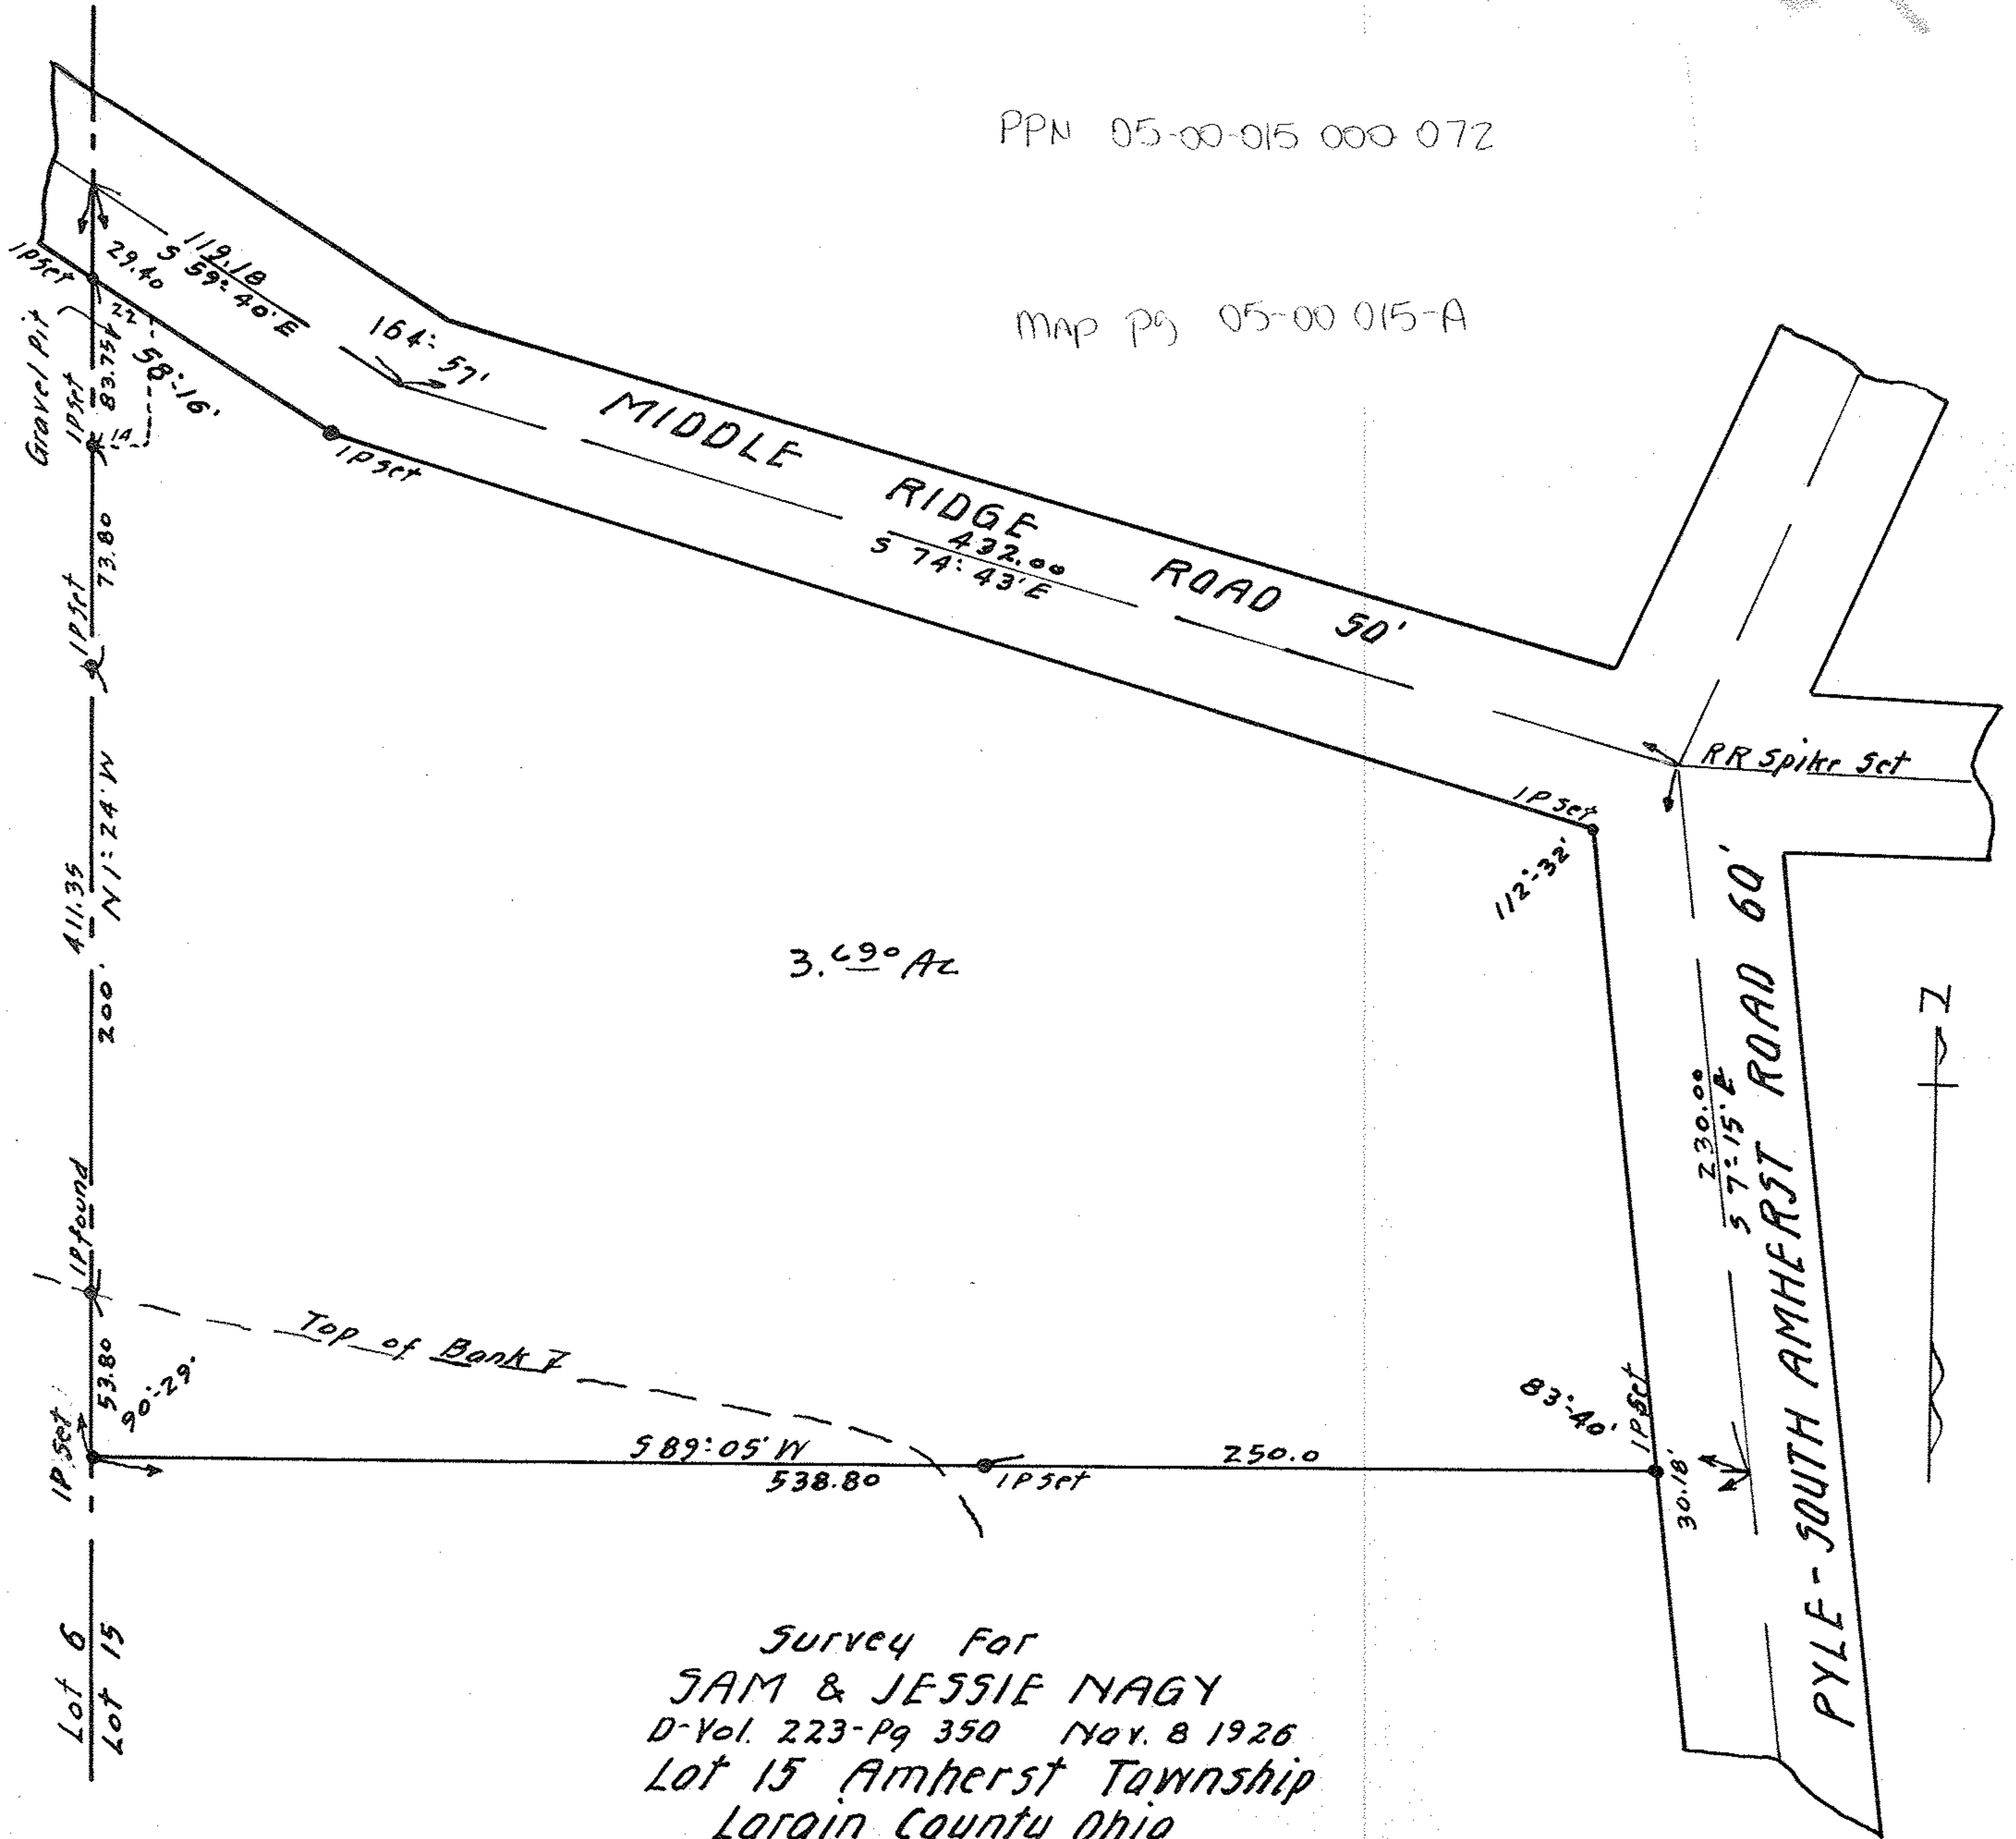 PPN 05-00-015 000 072
map pg 05-00 015-A
IP set
29.40
119.18
S 59°-40' E
22
58°-16'
Gravel Pit
IP set
83.75
14
164°-57'
IP set
MIDDLE RIDGE ROAD 50'
432.00
S 74°-43' E
73.80
IP set
RR Spike Set
IP set
112°-32'
411.35
N 1°-24' W
200'
3.690 Ac
230.00
S 7°-15' E
PYLE-SOUTH AMHERST ROAD 60'
IP found
53.80
90°-29'
Top of Bank
IP set
S 89°-05' W
538.80
IP set
250.0
83°-40'
IP set
30.18'
Lot 6
Lot 15
Survey For
SAM & JESSIE NAGY
D-Vol. 223-Pg 350 Nov. 8 1926
Lot 15 Amherst Township
Lorain County Ohio